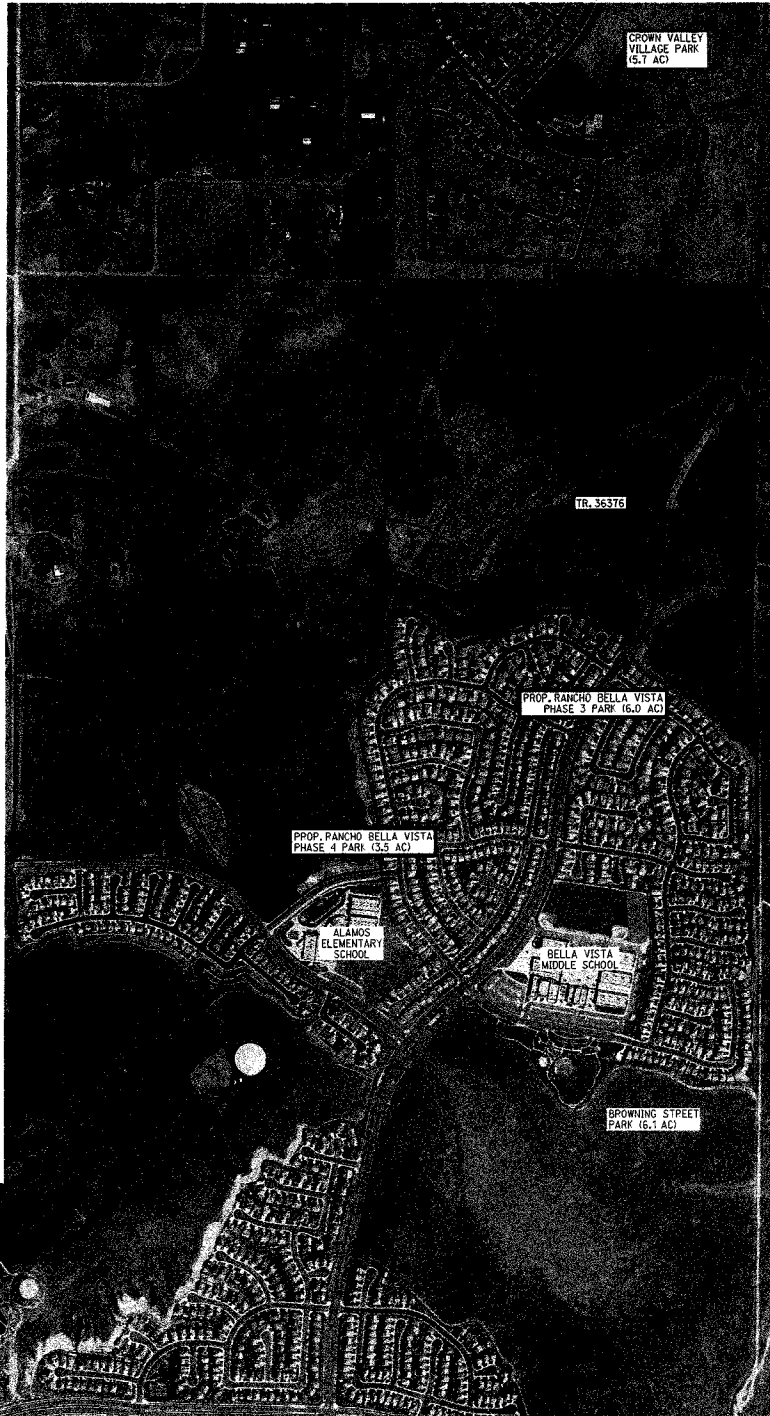 CROWN VALLEY
VILLAGE PARK
(5.7 AC)
TR. 36376
PROP. RANCHO BELLA VISTA
PHASE 3 PARK (6.0 AC)
PROP. RANCHO BELLA VISTA
PHASE 4 PARK (3.5 AC)
ALAMOS
ELEMENTARY
SCHOOL
BELLA VISTA
MIDDLE SCHOOL
BROWNING STREET
PARK (6.1 AC)